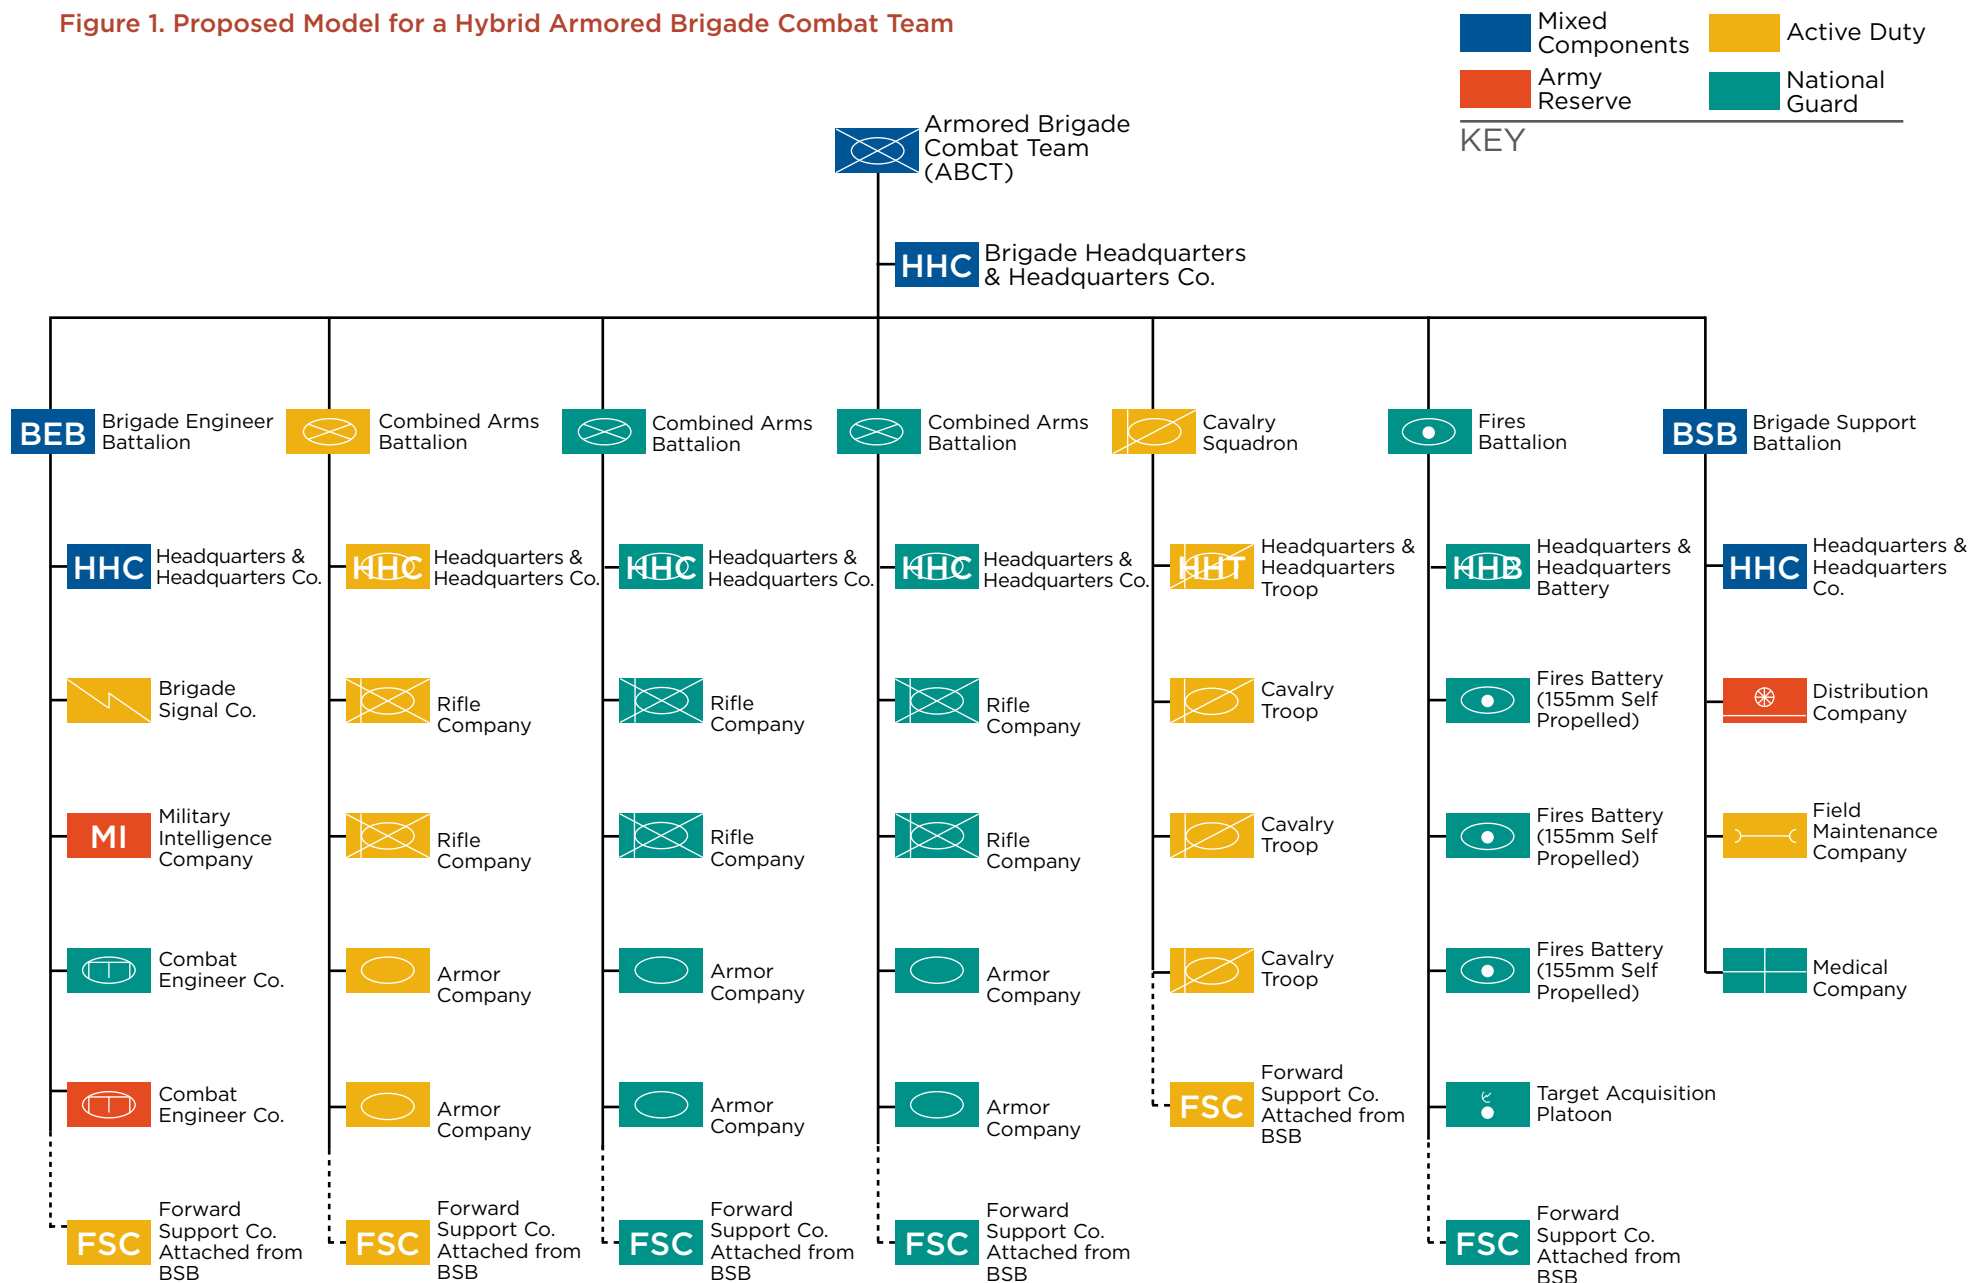 Figure 1. Proposed Model for a Hybrid Armored Brigade Combat Team
Mixed
Components
Active Duty
Army
Reserve
National
Guard
KEY
Armored Brigade
Combat Team
(ABCT)
HHC
Brigade Headquarters
& Headquarters Co.
BEB
Brigade Engineer
Battalion
Combined Arms
Battalion
Combined Arms
Battalion
Combined Arms
Battalion
Cavalry
Squadron
Fires
Battalion
BSB
Brigade Support
Battalion
HHC
Headquarters &
Headquarters Co.
HHC
Headquarters &
Headquarters Co.
HHC
Headquarters &
Headquarters Co.
HHC
Headquarters &
Headquarters Co.
HHT
Headquarters &
Headquarters
Troop
HHB
Headquarters &
Headquarters
Battery
HHC
Headquarters &
Headquarters
Co.
Brigade
Signal Co.
Rifle
Company
Rifle
Company
Rifle
Company
Cavalry
Troop
Fires Battery
(155mm Self
Propelled)
Distribution
Company
MI
Military
Intelligence
Company
Rifle
Company
Rifle
Company
Rifle
Company
Cavalry
Troop
Fires Battery
(155mm Self
Propelled)
Field
Maintenance
Company
Combat
Engineer Co.
Armor
Company
Armor
Company
Armor
Company
Cavalry
Troop
Fires Battery
(155mm Self
Propelled)
Medical
Company
Combat
Engineer Co.
Armor
Company
Armor
Company
Armor
Company
FSC
Forward
Support Co.
Attached from
BSB
Target Acquisition
Platoon
FSC
Forward
Support Co.
Attached from
BSB
FSC
Forward
Support Co.
Attached from
BSB
FSC
Forward
Support Co.
Attached from
BSB
FSC
Forward
Support Co.
Attached from
BSB
FSC
Forward
Support Co.
Attached from
BSB